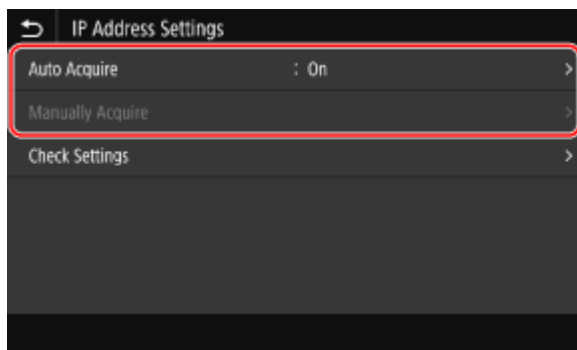 IP Address Settings
Auto Acquire : On
Manually Acquire
Check Settings